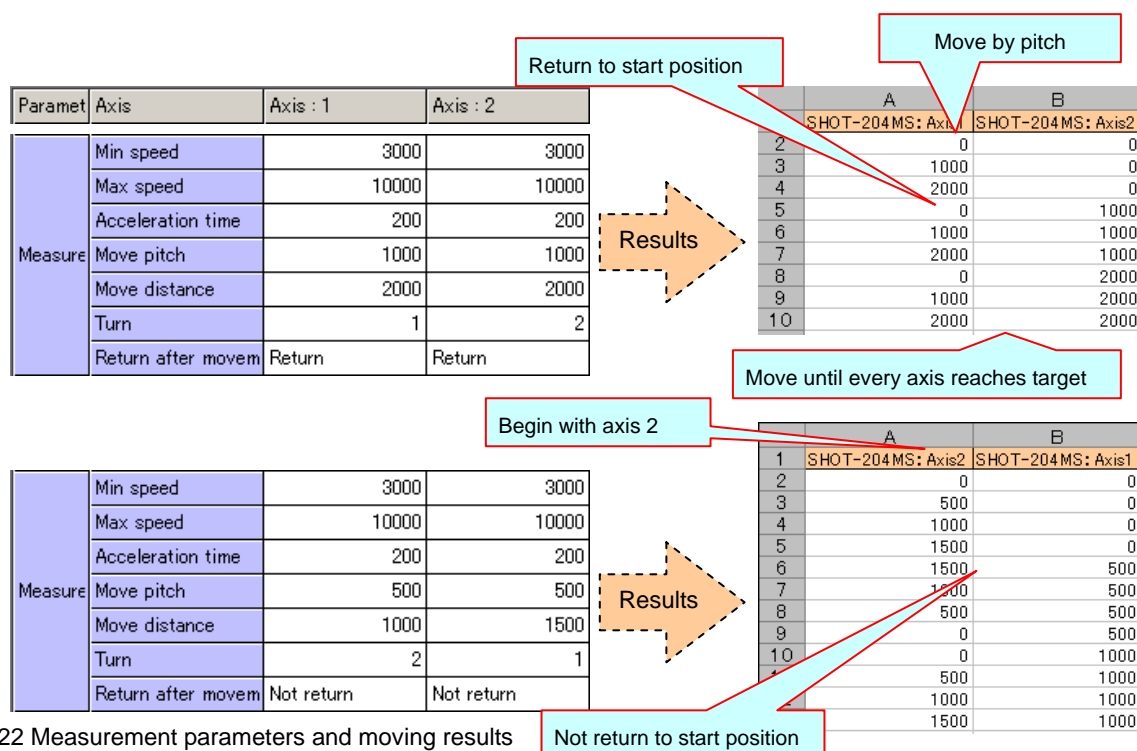 Move by pitch
Return to start position
Paramet Axis Axis : 1 Axis : 2
Min speed 3000 3000
Max speed 10000 10000
Acceleration time 200 200
Measure Move pitch 1000 1000
Move distance 2000 2000
Turn 1 2
Return after movem Return Return
Results
A B
SHOT-204MS: Axis1 SHOT-204MS: Axis2
2 0 0
3 1000 0
4 2000 0
5 0 1000
6 1000 1000
7 2000 1000
8 0 2000
9 1000 2000
10 2000 2000
Move until every axis reaches target
Begin with axis 2
Min speed 3000 3000
Max speed 10000 10000
Acceleration time 200 200
Measure Move pitch 500 500
Move distance 1000 1500
Turn 2 1
Return after movem Not return Not return
Results
A B
1 SHOT-204MS: Axis2 SHOT-204MS: Axis1
2 0 0
3 500 0
4 1000 0
5 1500 0
6 1500 500
7 500
8 500 500
9 0 500
10 0 1000
500 1000
1000 1000
1500 1000
22 Measurement parameters and moving results
Not return to start position